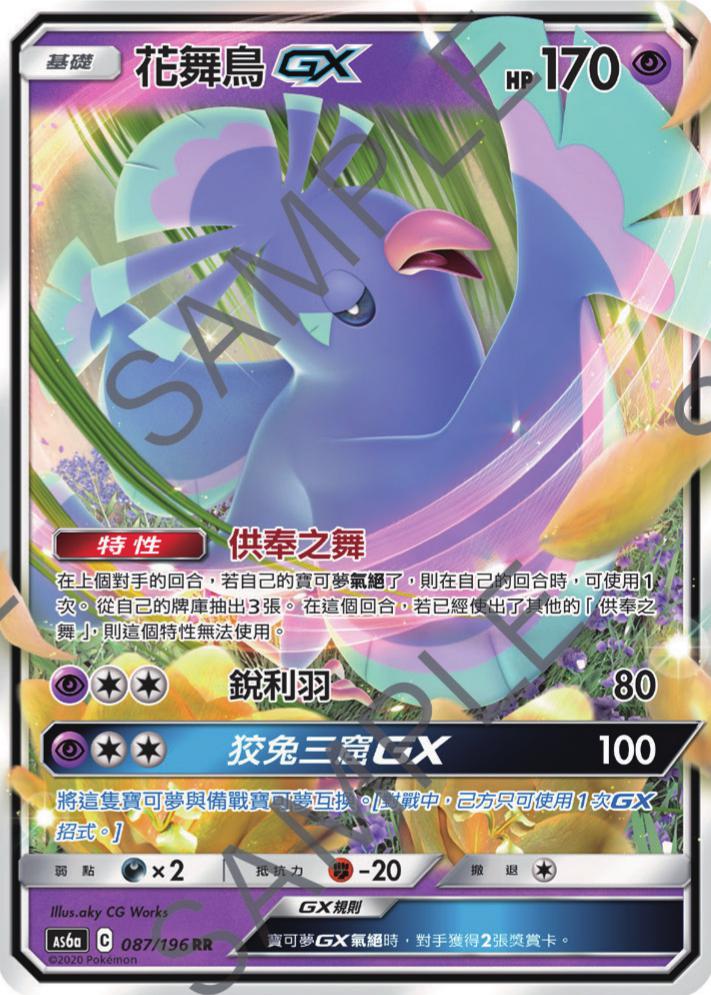 基礎 花舞鳥GX HP 170
SAMPLE
特性 供奉之舞
在上個對手的回合，若自己的寶可夢氣絕了，則在自己的回合時，可使用1
次。從自己的牌庫抽出3張。在這個回合，若已經使出了其他的「供奉之
舞」，則這個特性無法使用。
銳利羽 80
狡兔三窟GX 100
將這隻寶可夢與備戰寶可夢互換。[對戰中，己方只可使用1次GX
招式。]
SAMPLE
弱點 ×2 抵抗力 -20 撤退
Illus.aky CG Works
GX規則
AS6a C 087/196 RR
寶可夢GX氣絕時，對手獲得2張獎賞卡。
©2020 Pokémon